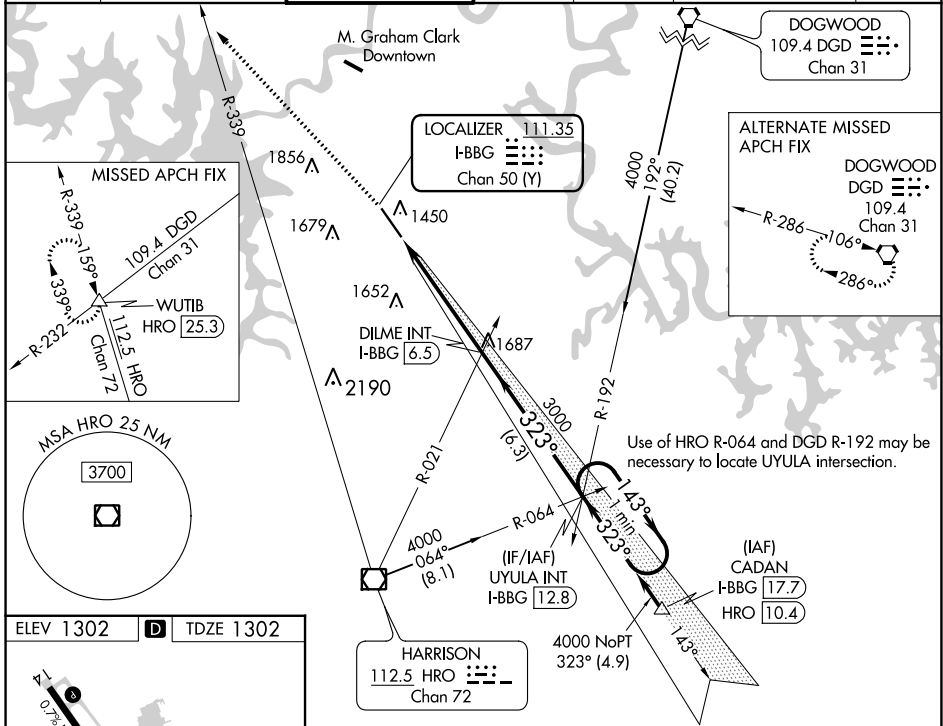 M. Graham Clark
Downtown
DOGWOOD
109.4 DGD
Chan 31
R-339
LOCALIZER 111.35
I-BBG
Chan 50 (Y)
4000
192°
(40.2)
R-192
ALTERNATE MISSED
APCH FIX
DOGWOOD
DGD
109.4
Chan 31
R-286
106°
286°
MISSED APCH FIX
R-339
159°
339°
109.4 DGD
Chan 31
WUTIB
HRO 25.3
R-232
112.5 HRO
Chan 72
1856
1450
1679
1652
DILME INT
I-BBG 6.5
1687
2190
3000
323°
(6.3)
R-021
MSA HRO 25 NM
3700
Use of HRO R-064 and DGD R-192 may be
necessary to locate UYULA intersection.
143°
1 min
323°
R-064
4000
064°
(8.1)
(IF/IAF)
UYULA INT
I-BBG 12.8
(IAF)
CADAN
I-BBG 17.7
HRO 10.4
4000 NoPT
323° (4.9)
143°
HARRISON
112.5 HRO
Chan 72
ELEV 1302 D TDZE 1302
14
P
0.7%